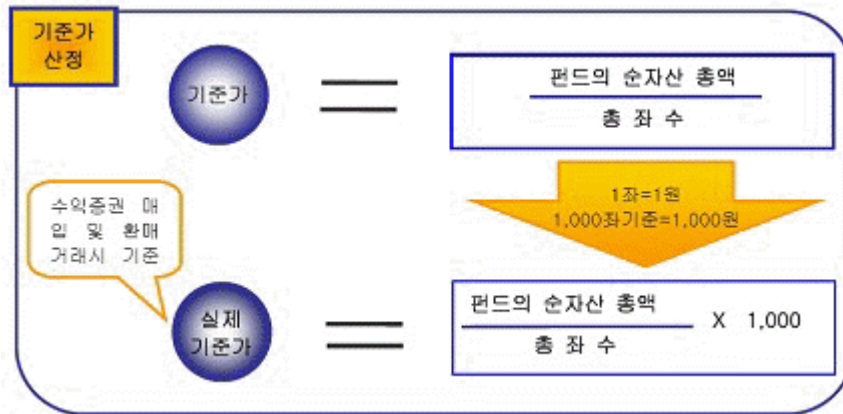 기준가
산정
기준가
펀드의 순자산 총액
총 좌 수
1좌=1원
1,000좌기준=1,000원
수익증권 매
입 및 환매
거래시 기준
실제
기준가
펀드의 순자산 총액
총 좌 수
X 1,000